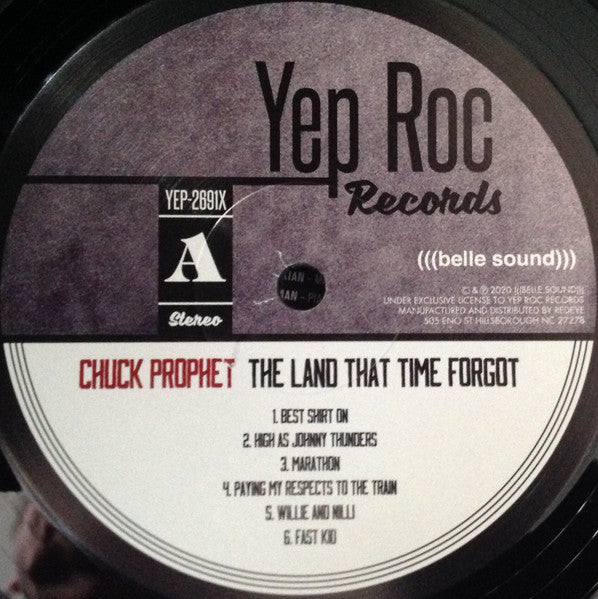 Yep Roc
Records
YEP-2691X
A
Stereo
(((belle sound)))
© & ℗ 2020 (((BELLE SOUND)))
UNDER EXCLUSIVE LICENSE TO YEP ROC RECORDS
MANUFACTURED AND DISTRIBUTED BY REDEYE
505 ENO ST HILLSBOROUGH NC 27278
CHUCK PROPHET THE LAND THAT TIME FORGOT
1. BEST SHIRT ON
2. HIGH AS JOHNNY THUNDERS
3. MARATHON
4. PAYING MY RESPECTS TO THE TRAIN
5. WILLIE AND NILLI
6. FAST KID